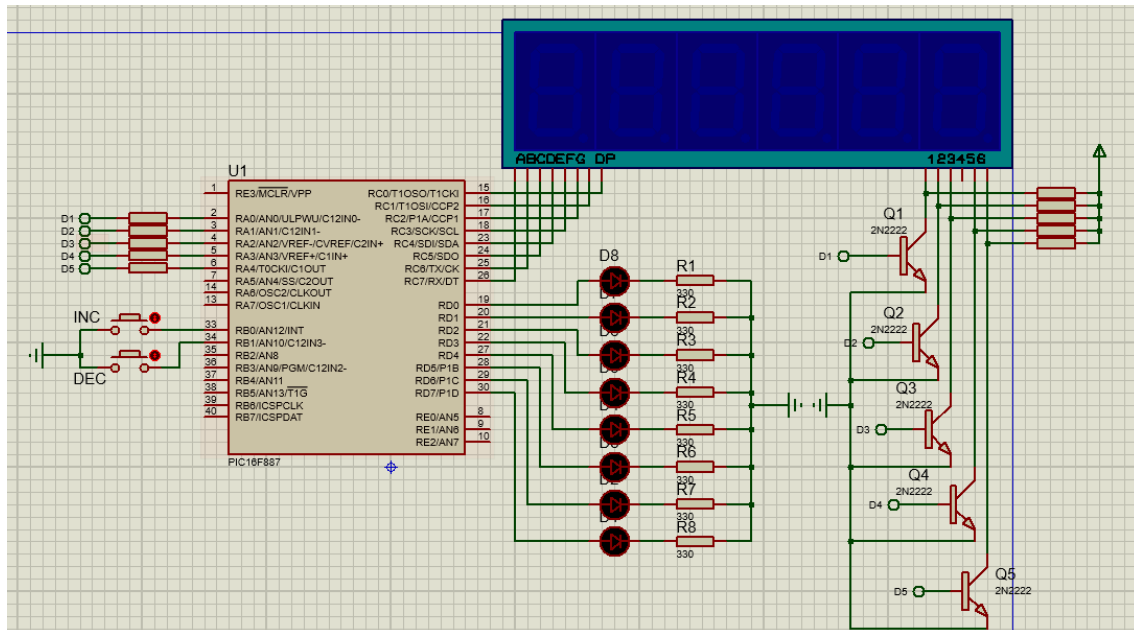 ABCDEFG DP
123456
U1
1
2
3
4
5
6
7
14
13
33
34
35
36
37
38
39
40
RE3/MCLR/VPP
RA0/AN0/ULPWU/C12IN0-
RA1/AN1/C12IN1-
RA2/AN2/VREF-/CVREF/C2IN+
RA3/AN3/VREF+/C1IN+
RA4/T0CKI/C1OUT
RA5/AN4/SS/C2OUT
RA6/OSC2/CLKOUT
RA7/OSC1/CLKIN
RB0/AN12/INT
RB1/AN10/C12IN3-
RB2/AN8
RB3/AN9/PGM/C12IN2-
RB4/AN11
RB5/AN13/T1G
RB6/ICSPCLK
RB7/ICSPDAT
RC0/T1OSO/T1CKI
RC1/T1OSI/CCP2
RC2/P1A/CCP1
RC3/SCK/SCL
RC4/SDI/SDA
RC5/SDO
RC6/TX/CK
RC7/RX/DT
RD0
RD1
RD2
RD3
RD4
RD5/P1B
RD6/P1C
RD7/P1D
RE0/AN5
RE1/AN6
RE2/AN7
15
16
17
18
23
24
25
26
19
20
21
22
27
28
29
30
8
9
10
PIC16F887
D1
D2
D3
D4
D5
INC
DEC
D8
R1
330
R2
330
R3
330
R4
330
R5
330
R6
330
R7
330
R8
330
Q1
2N2222
D1
Q2
2N2222
D2
Q3
2N2222
D3
Q4
2N2222
D4
Q5
2N2222
D5